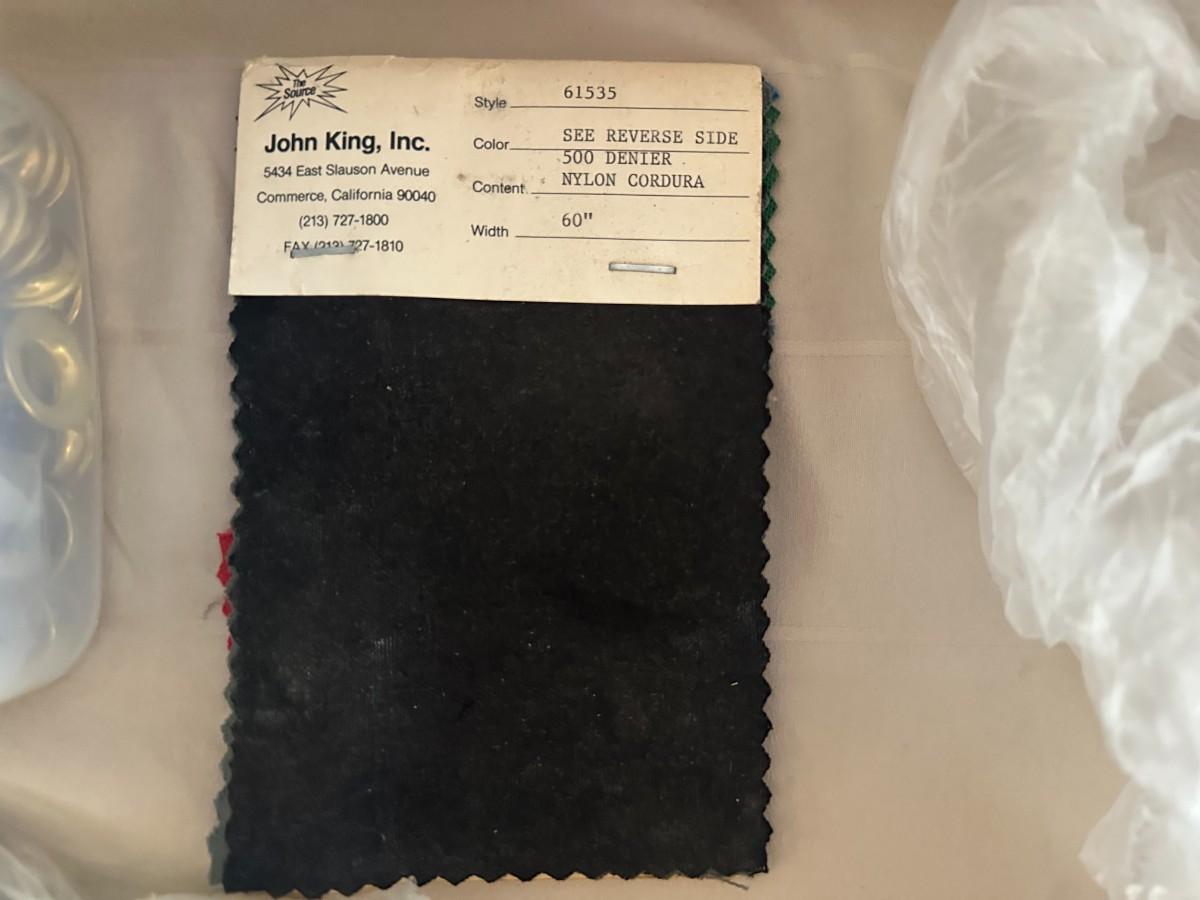 The
Source
John King, Inc.
5434 East Slauson Avenue
Commerce, California 90040
(213) 727-1800
FAX (213) 727-1810
Style 61535
Color SEE REVERSE SIDE
500 DENIER
Content NYLON CORDURA
Width 60"